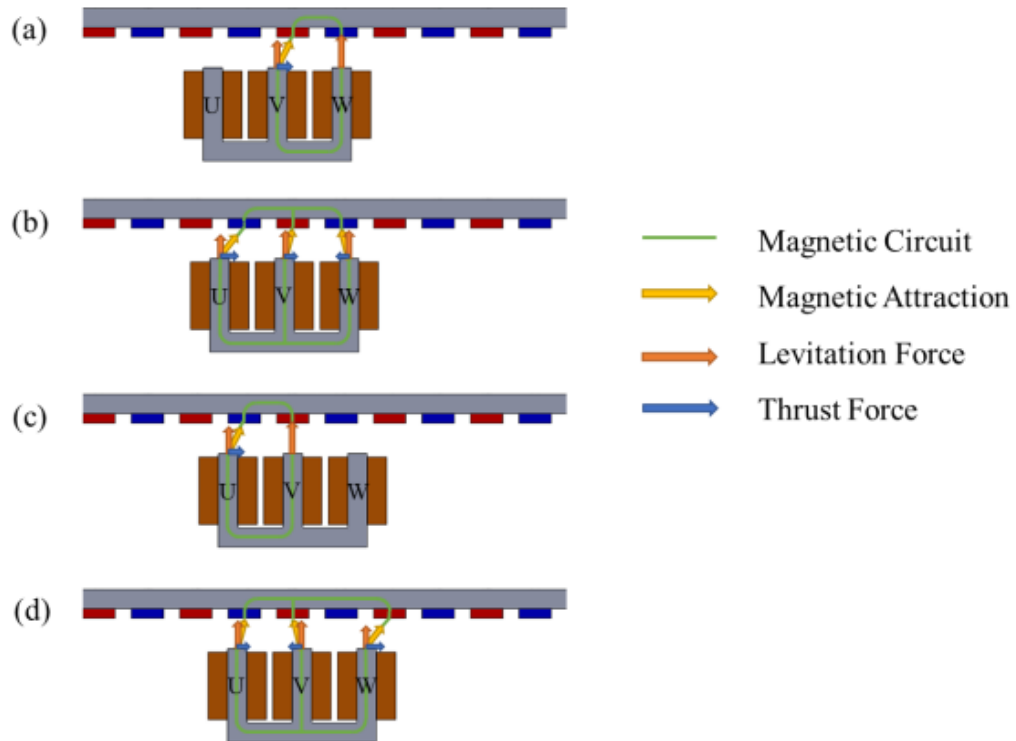 (a)
U V W
(b)
U V W
Magnetic Circuit
Magnetic Attraction
Levitation Force
Thrust Force
(c)
U V W
(d)
U V W